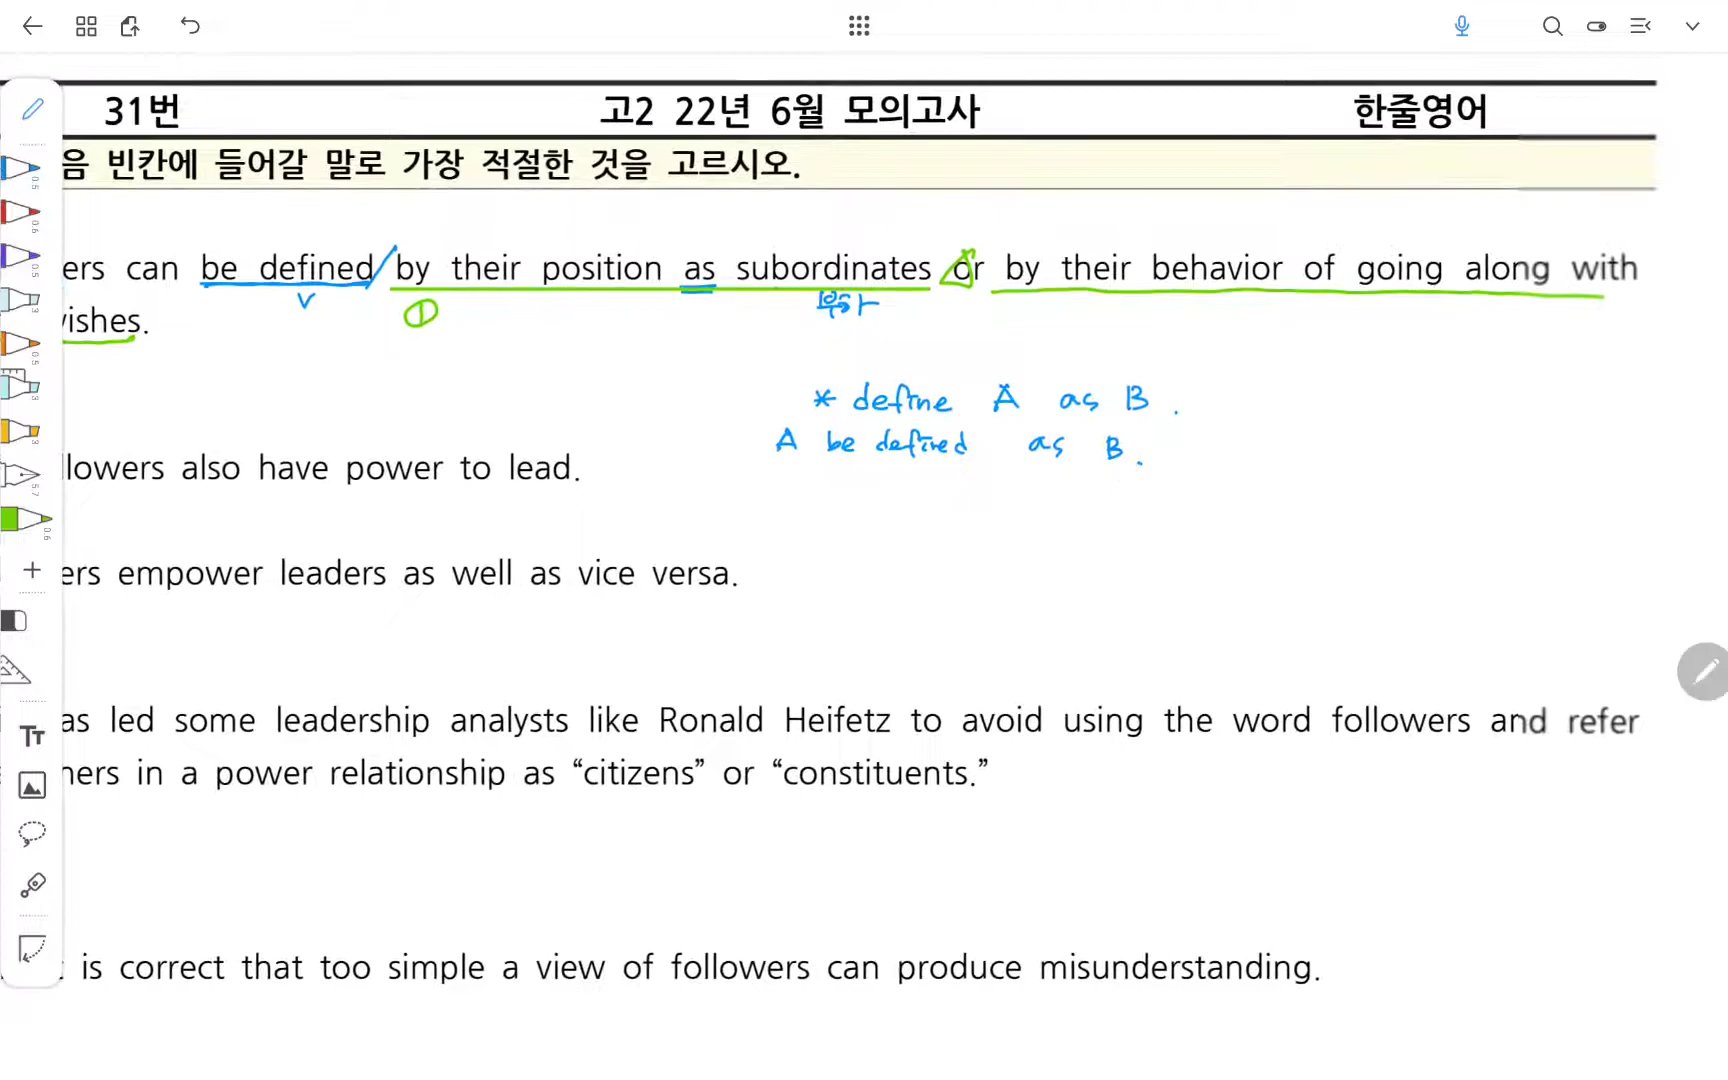 31번 고2 22년 6월 모의고사 한줄영어
음 빈칸에 들어갈 말로 가장 적절한 것을 고르시오.
ers can be defined by their position as subordinates or by their behavior of going along with
V ① 부하
ishes.
* define A as B.
A be defined as B.
llowers also have power to lead.
ers empower leaders as well as vice versa.
as led some leadership analysts like Ronald Heifetz to avoid using the word followers and refer
hers in a power relationship as “citizens” or “constituents.”
is correct that too simple a view of followers can produce misunderstanding.